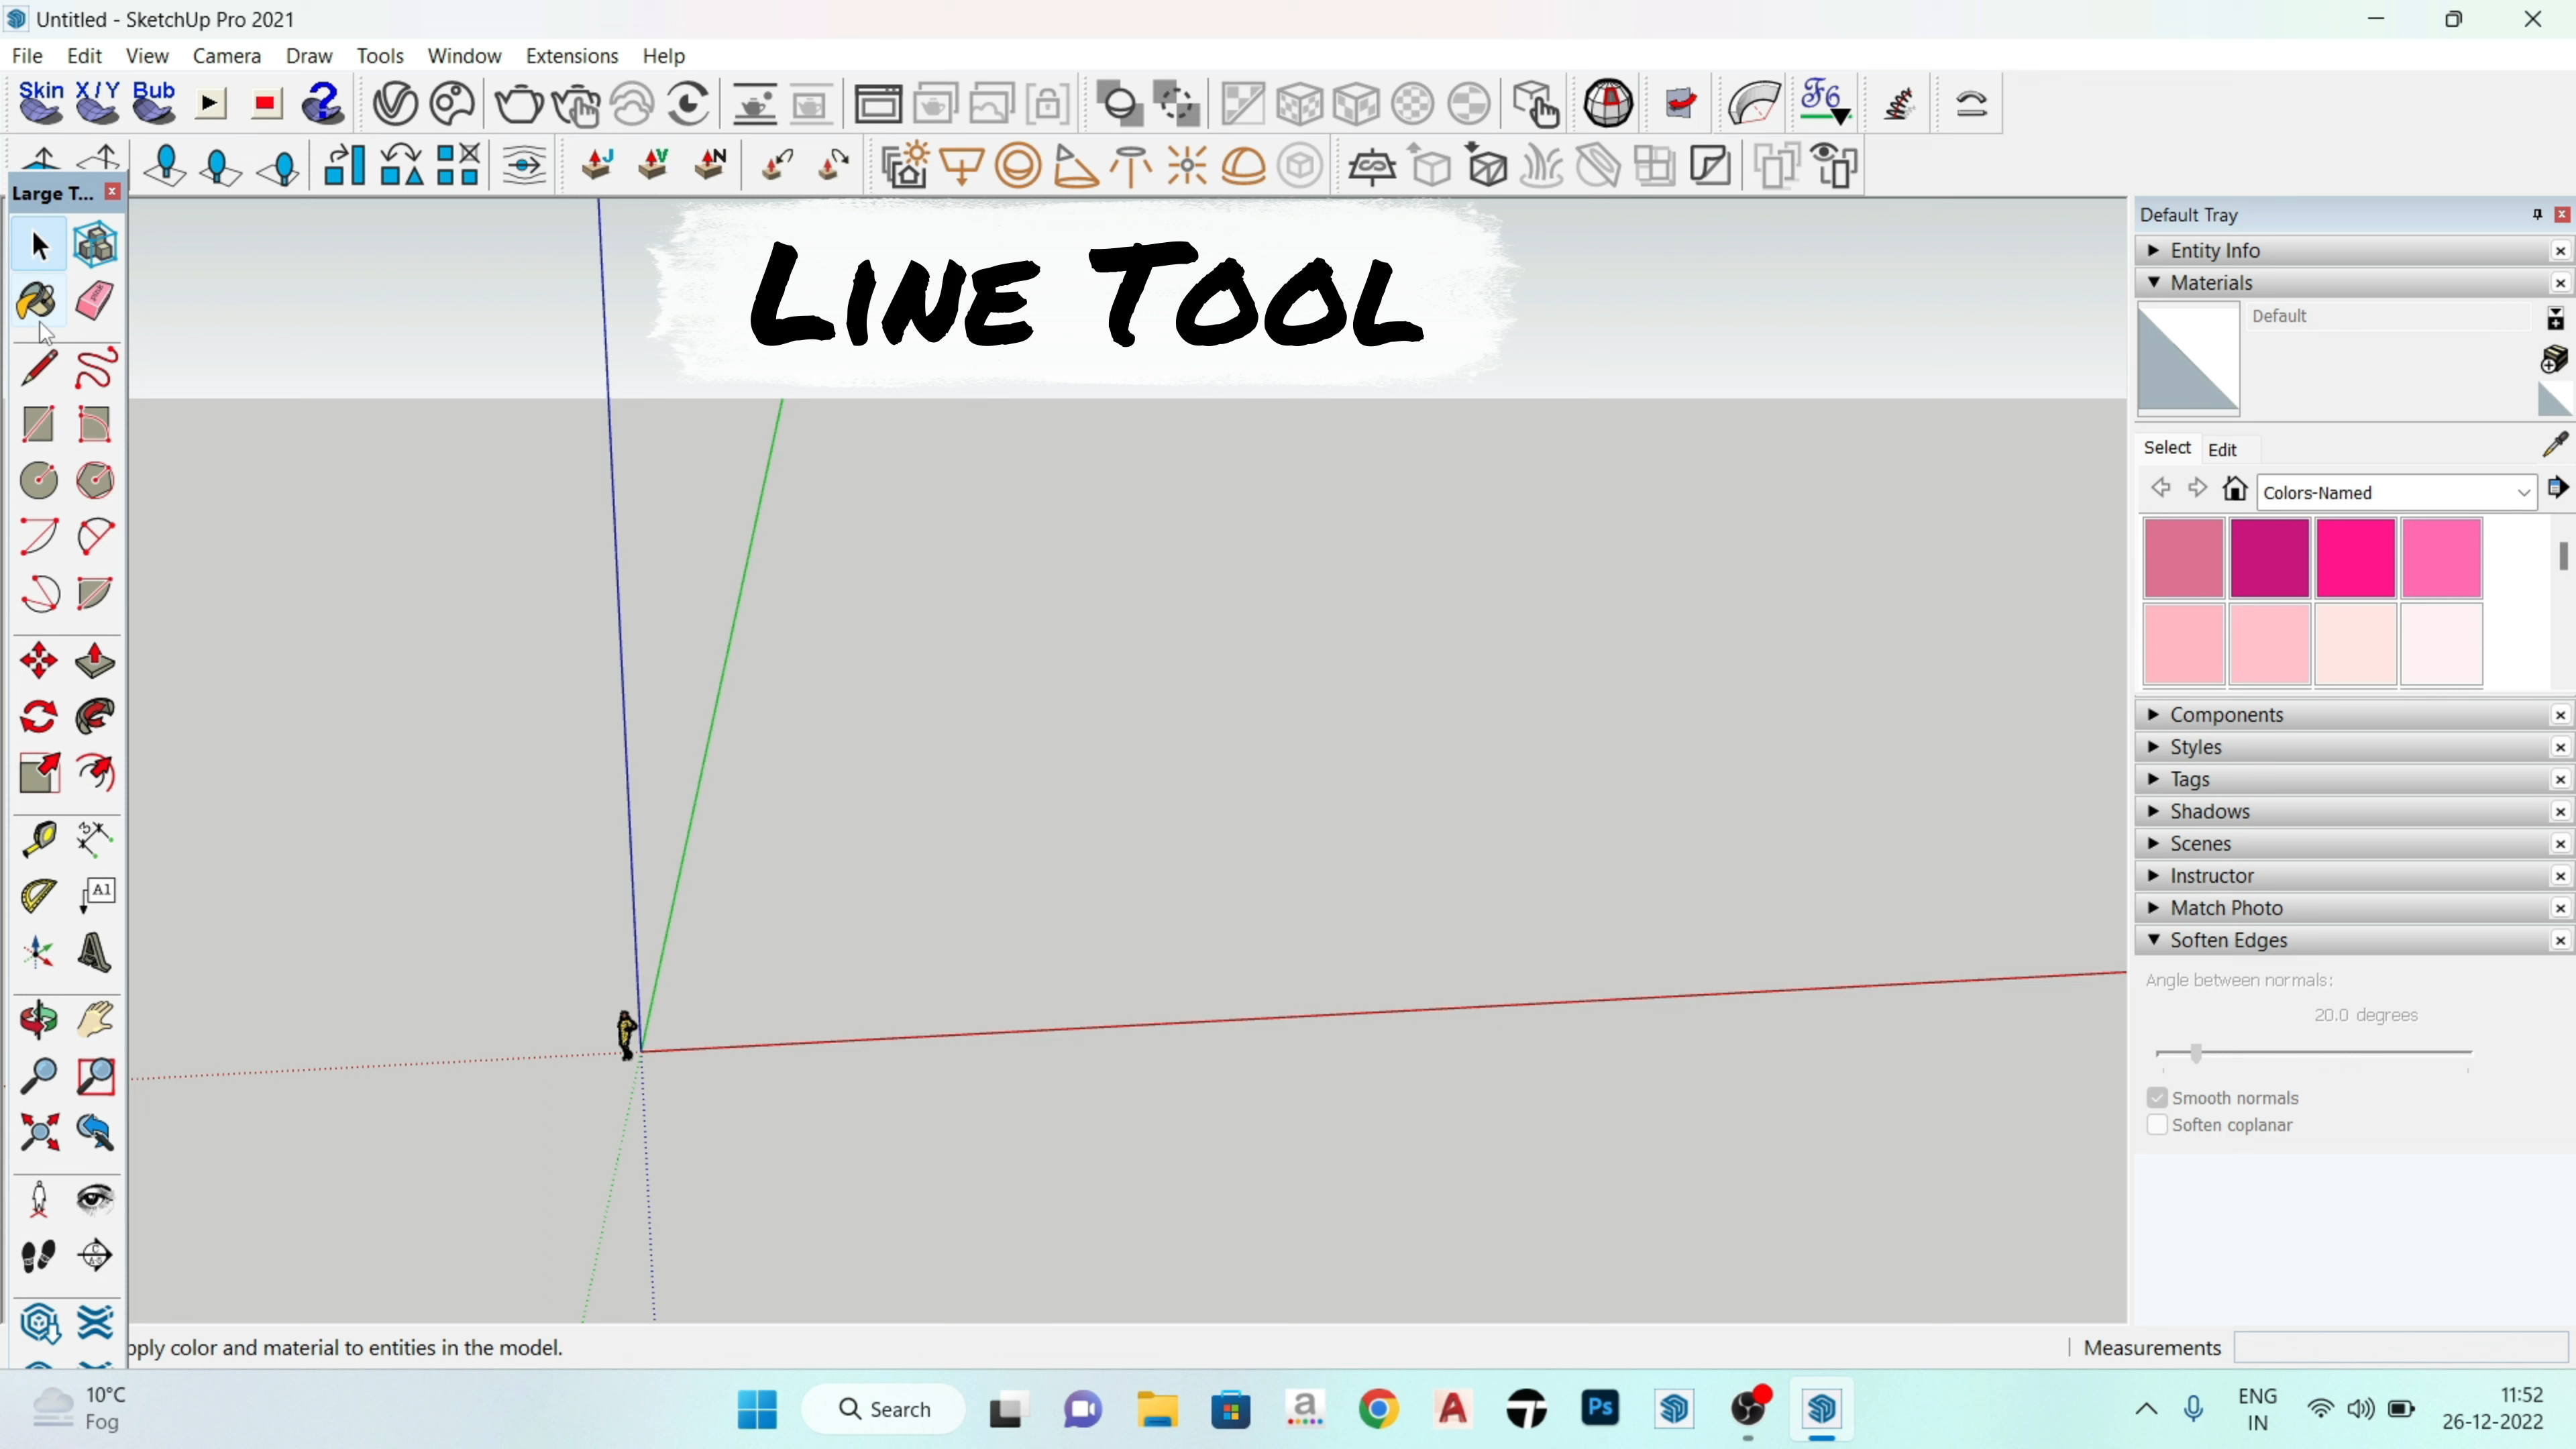 Untitled - SketchUp Pro 2021
File Edit View Camera Draw Tools Window Extensions Help
Skin X/Y Bub
F6
J V N
Large T...
LINE TOOL
A1
Default Tray
Entity Info
Materials
Default
Select Edit
Colors-Named
Components
Styles
Tags
Shadows
Scenes
Instructor
Match Photo
Soften Edges
Angle between normals:
20.0 degrees
Smooth normals
Soften coplanar
pply color and material to entities in the model.
Measurements
10°C
Fog
Search
a
A
Ps
ENG
IN
11:52
26-12-2022